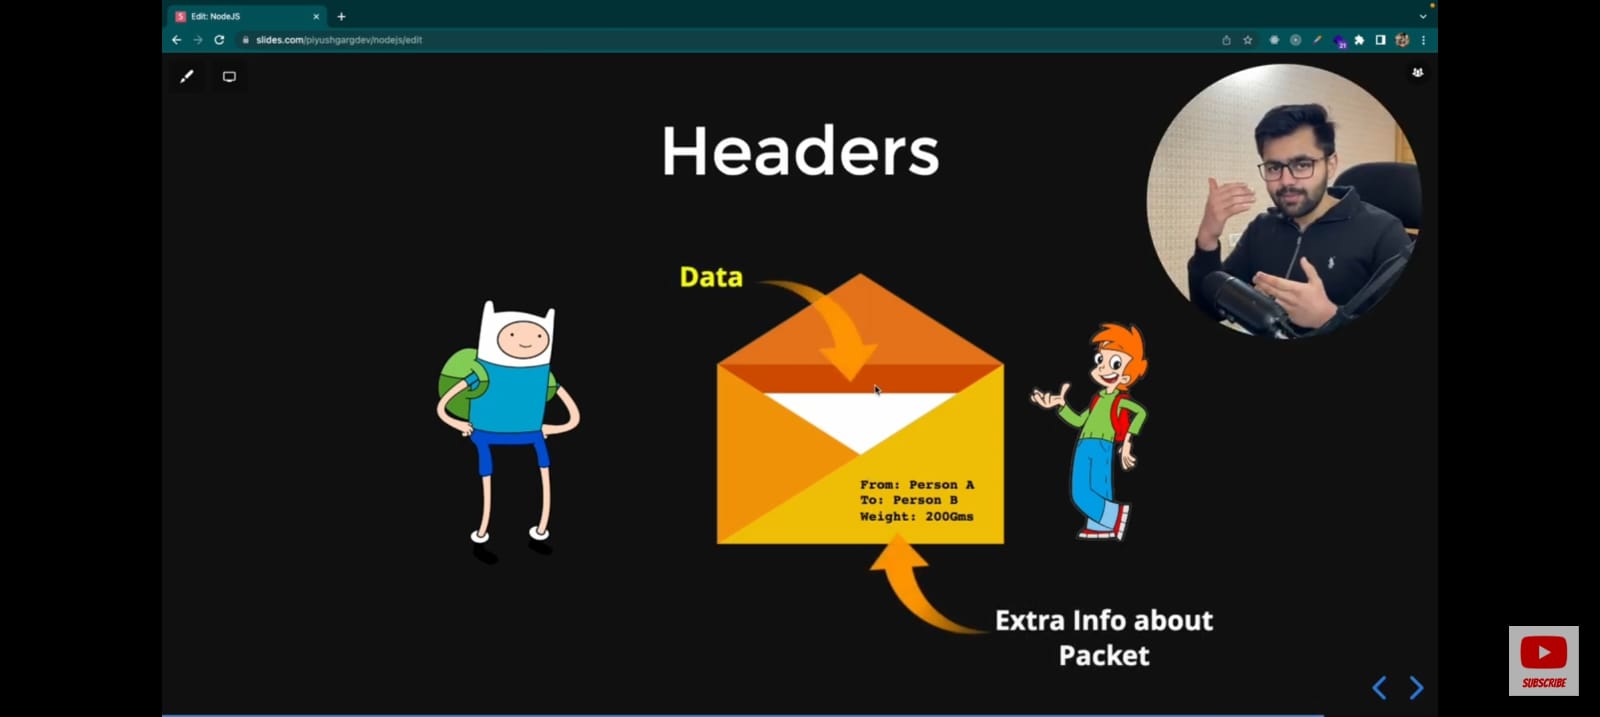 Edit: NodeJS
slides.com/piyushgargdev/nodejs/edit
21
Headers
Data
From: Person A
To: Person B
Weight: 200Gms
Extra Info about
Packet
SUBSCRIBE